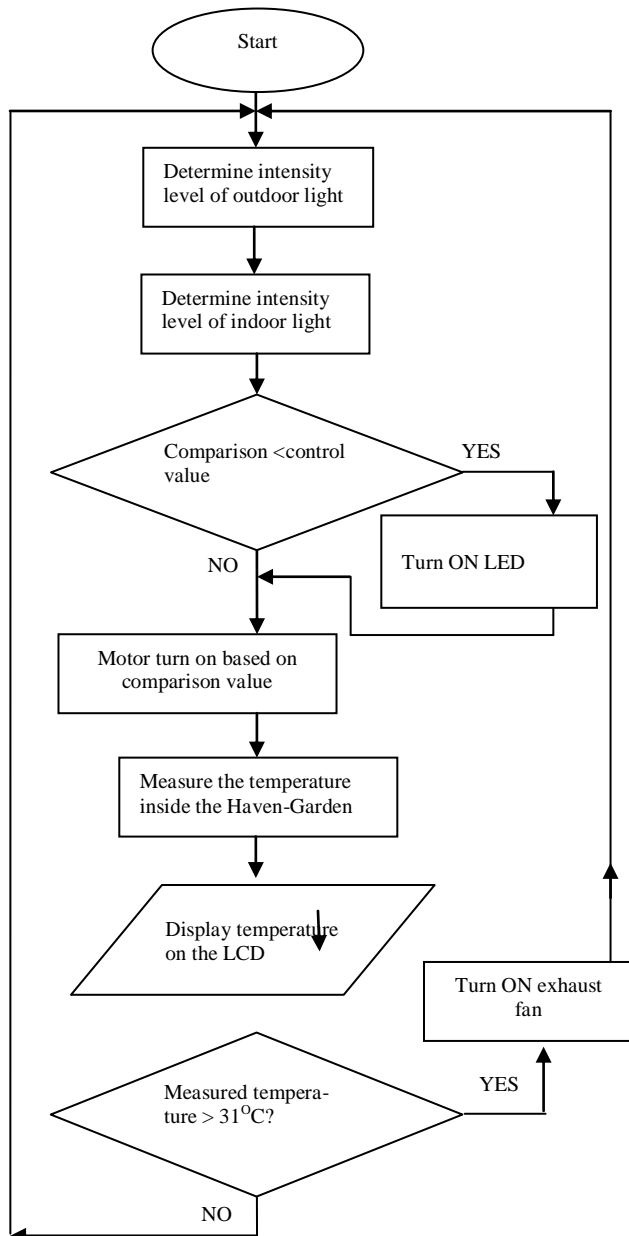 Start
Determine intensity
level of outdoor light
Determine intensity
level of indoor light
Comparison <control
value
YES
Turn ON LED
NO
Motor turn on based on
comparison value
Measure the temperature
inside the Haven-Garden
Display temperature
on the LCD
Turn ON exhaust
fan
YES
Measured tempera-
ture > 31°C?
NO